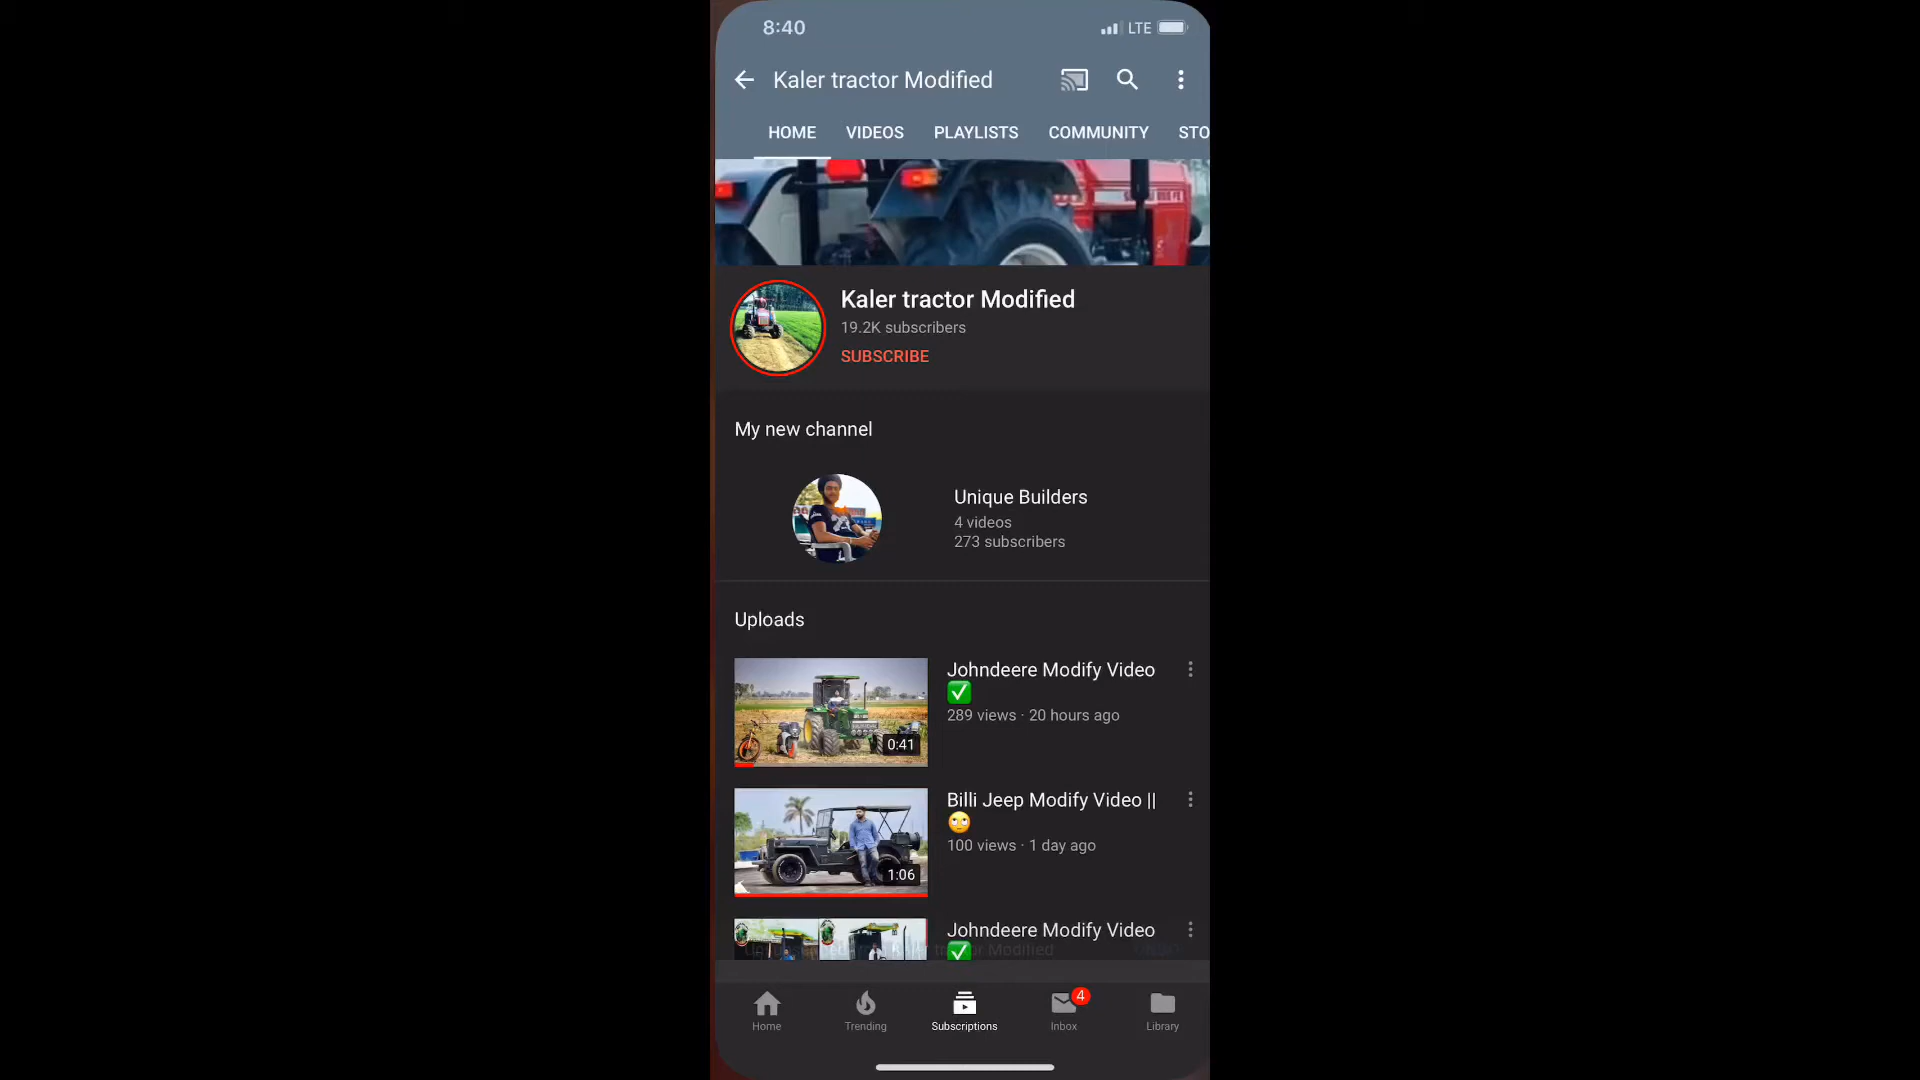 8:40
LTE
Kaler tractor Modified
HOME VIDEOS PLAYLISTS COMMUNITY STO
Kaler tractor Modified
19.2K subscribers
SUBSCRIBE
My new channel
Unique Builders
4 videos
273 subscribers
Uploads
Johndeere Modify Video
✅
289 views · 20 hours ago
0:41
Billi Jeep Modify Video ||
🙄
100 views · 1 day ago
1:06
Johndeere Modify Video
✅
Modified
4
Home Trending Subscriptions Inbox Library